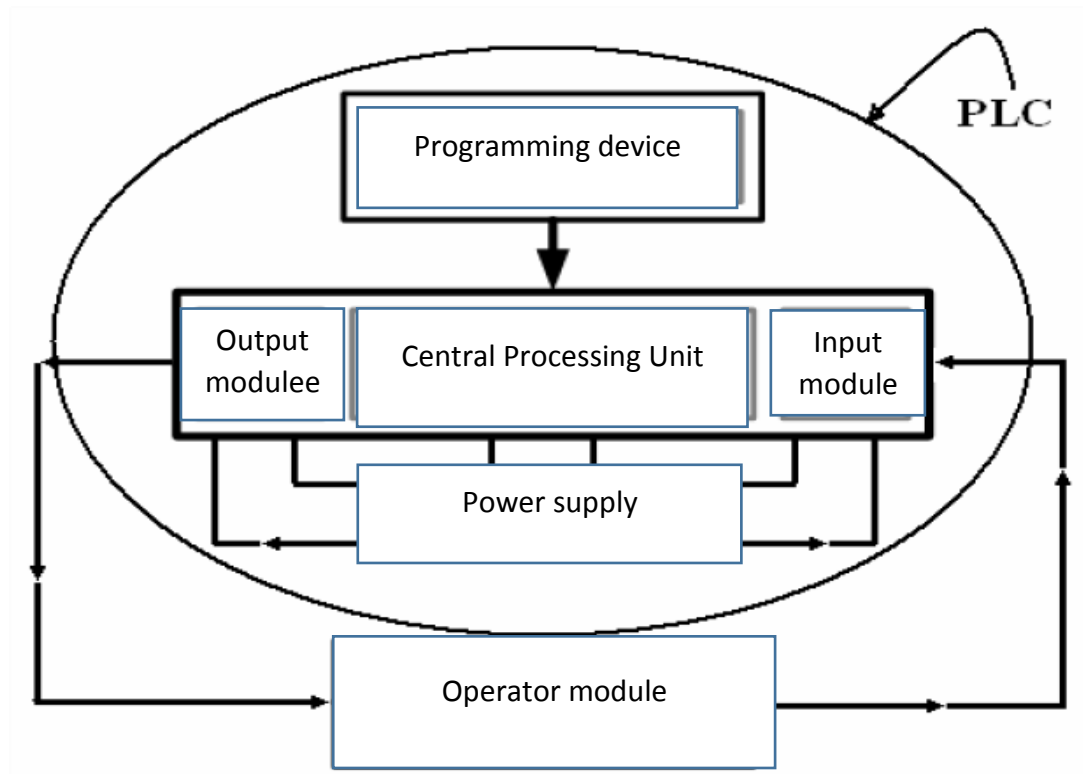 PLC
Programming device
Output
modulee
Central Processing Unit
Input
module
Power supply
Operator module